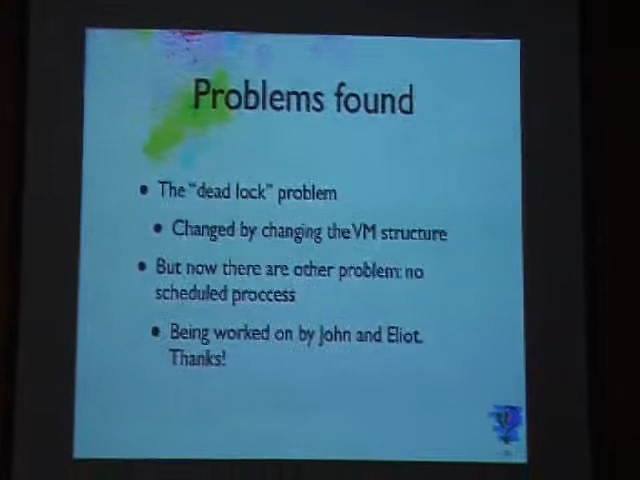 Problems found
• The "dead lock" problem
• Changed by changing the VM structure
• But now there are other problem: no
scheduled proccess
• Being worked on by John and Eliot.
Thanks!